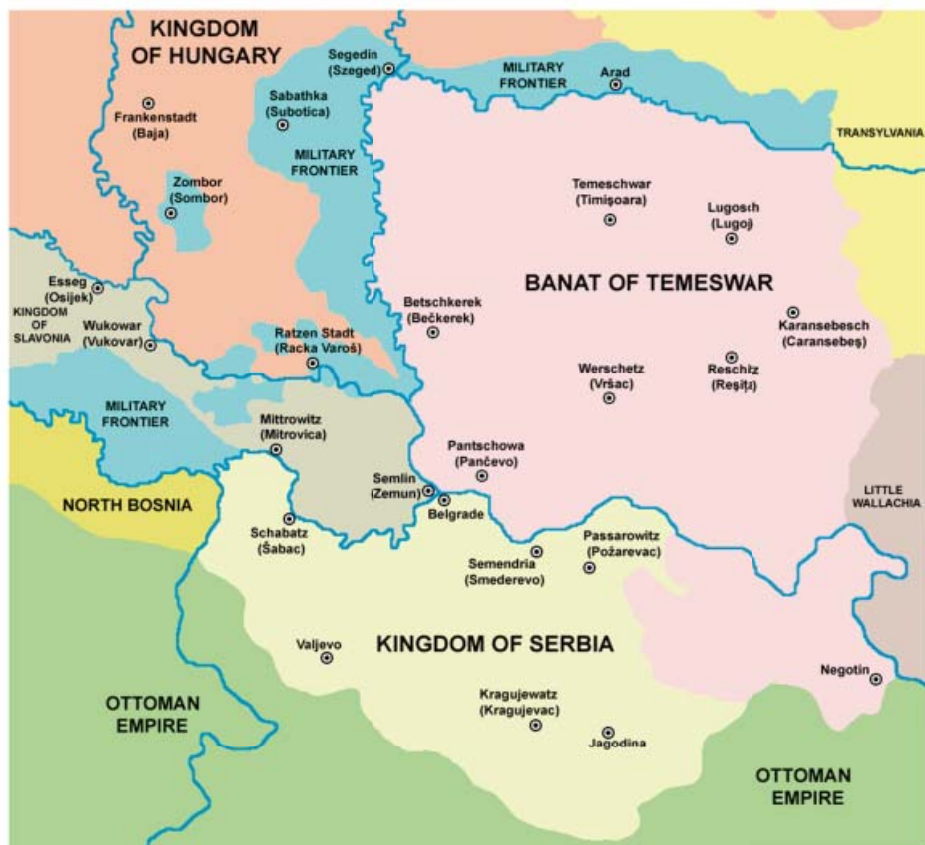 KINGDOM
OF HUNGARY
Segedin
(Szeged)
MILITARY
FRONTIER
Arad
Frankenstadt
(Baja)
Sabathka
(Subotica)
TRANSYLVANIA
MILITARY
FRONTIER
Zombor
(Sombor)
Temeschwar
(Timişoara)
Lugosch
(Lugoj)
BANAT OF TEMESWAR
Esseg
(Osijek)
KINGDOM
OF
SLAVONIA
Wukowar
(Vukovar)
Betschkerek
(Bečkerek)
Karansebesch
(Caransebeş)
Ratzen Stadt
(Racka Varoš)
Werschetz
(Vršac)
Reschitz
(Reşiţa)
MILITARY
FRONTIER
Mittrowitz
(Mitrovica)
Pantschowa
(Pančevo)
Semlin
(Zemun)
Belgrade
NORTH BOSNIA
LITTLE
WALLACHIA
Schabatz
(Šabac)
Semendria
(Smederevo)
Passarowitz
(Požarevac)
Valjevo
KINGDOM OF SERBIA
Negotin
OTTOMAN
EMPIRE
Kragujewatz
(Kragujevac)
Jagodina
OTTOMAN
EMPIRE